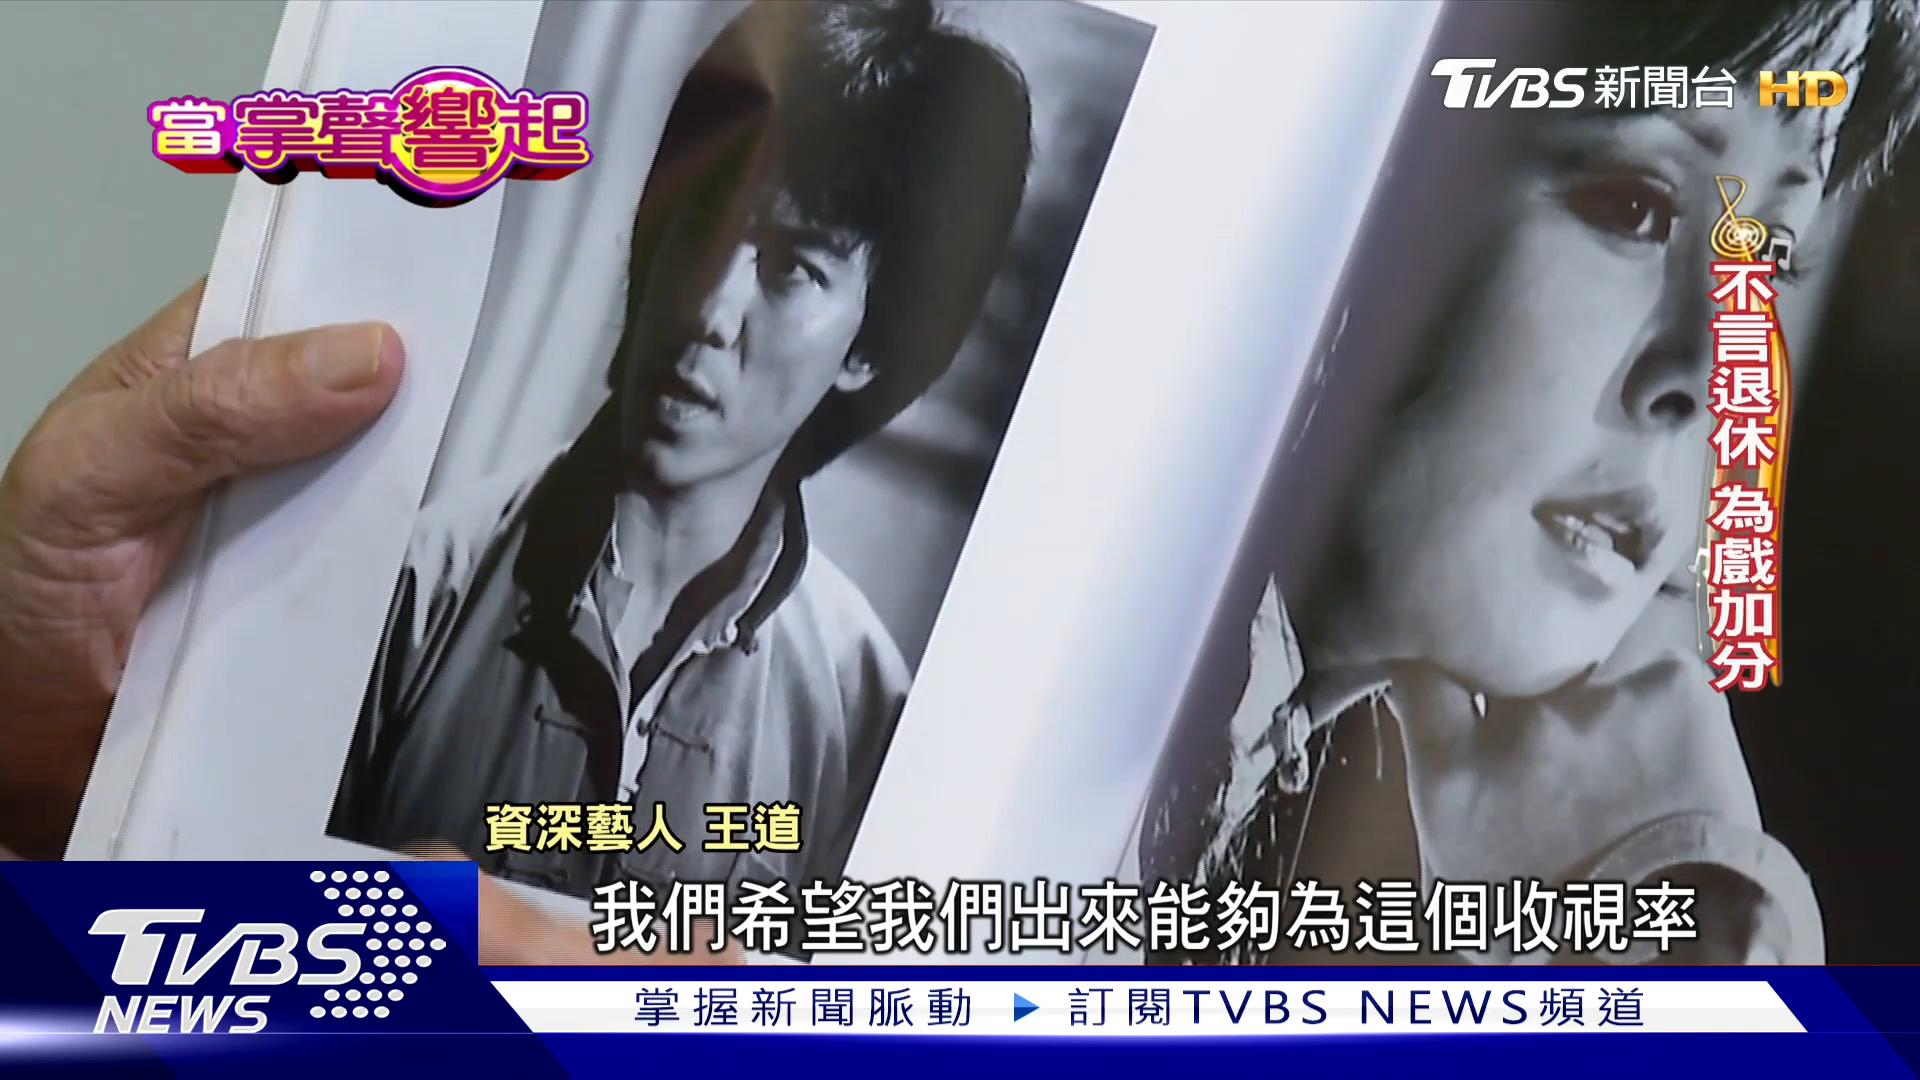 當掌聲響起
TVBS新聞台 HD
不言退休 為戲加分
資深藝人 王道
我們希望我們出來能夠為這個收視率
TVBS NEWS
掌握新聞脈動 ▶ 訂閱TVBS NEWS頻道